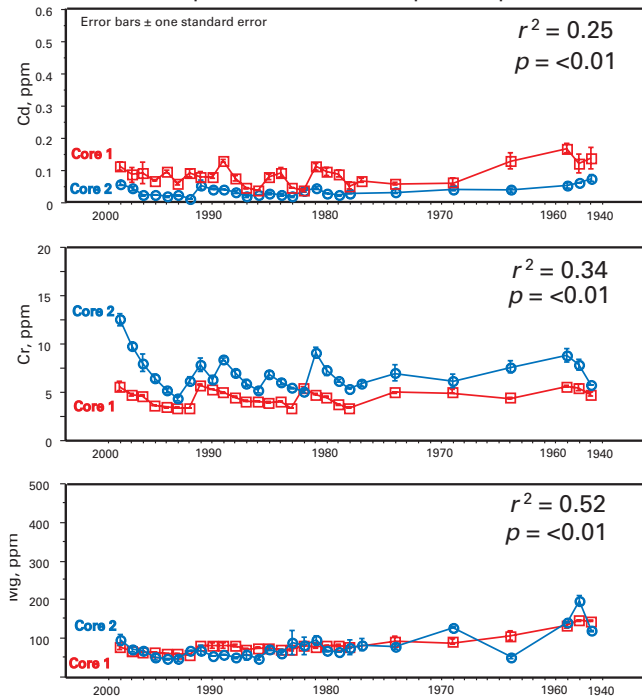 0.6
Error bars ± one standard error
r² = 0.25
p = <0.01
0.5
0.4
Cd, ppm
0.3
0.2
Core 1
0.1
Core 2
0
2000 1990 1980 1970 1960 1940
20
r² = 0.34
p = <0.01
15
Core 2
Cr, ppm
10
5
Core 1
0
2000 1990 1980 1970 1960 1940
500
r² = 0.52
p = <0.01
400
300
ppm
200
Core 2
100
Core 1
2000 1990 1980 1970 1960 1940